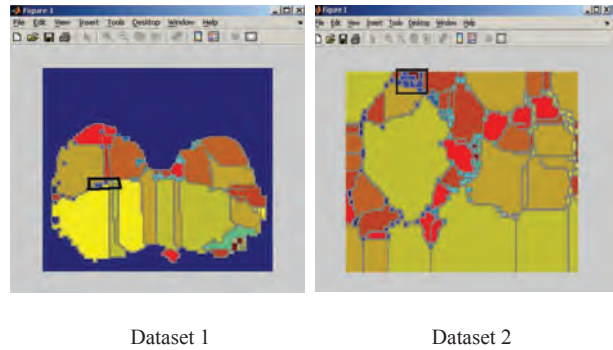 Figure 1
File Edit View Insert Tools Desktop Window Help
Figure 1
File Edit View Insert Tools Desktop Window Help
Dataset 1
Dataset 2